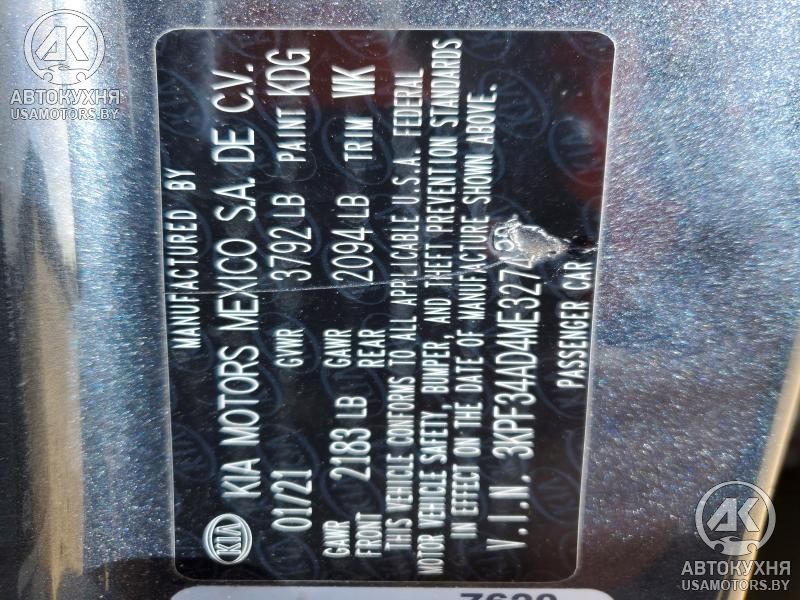 АВТОКУХНЯ
USAMOTORS.BY
MANUFACTURED BY
KIA KIA MOTORS MEXICO S.A. DE C.V.
01/21 GVWR 3792 LB PAINT KDG
GAWR FRONT 2183 LB GAWR REAR 2094 LB TRIM WK
THIS VEHICLE CONFORMS TO ALL APPLICABLE U.S.A. FEDERAL
MOTOR VEHICLE SAFETY, BUMPER, AND THEFT PREVENTION STANDARDS
IN EFFECT ON THE DATE OF MANUFACTURE SHOWN ABOVE.
V.I.N. 
PASSENGER CAR
АВТОКУХНЯ
USAMOTORS.BY